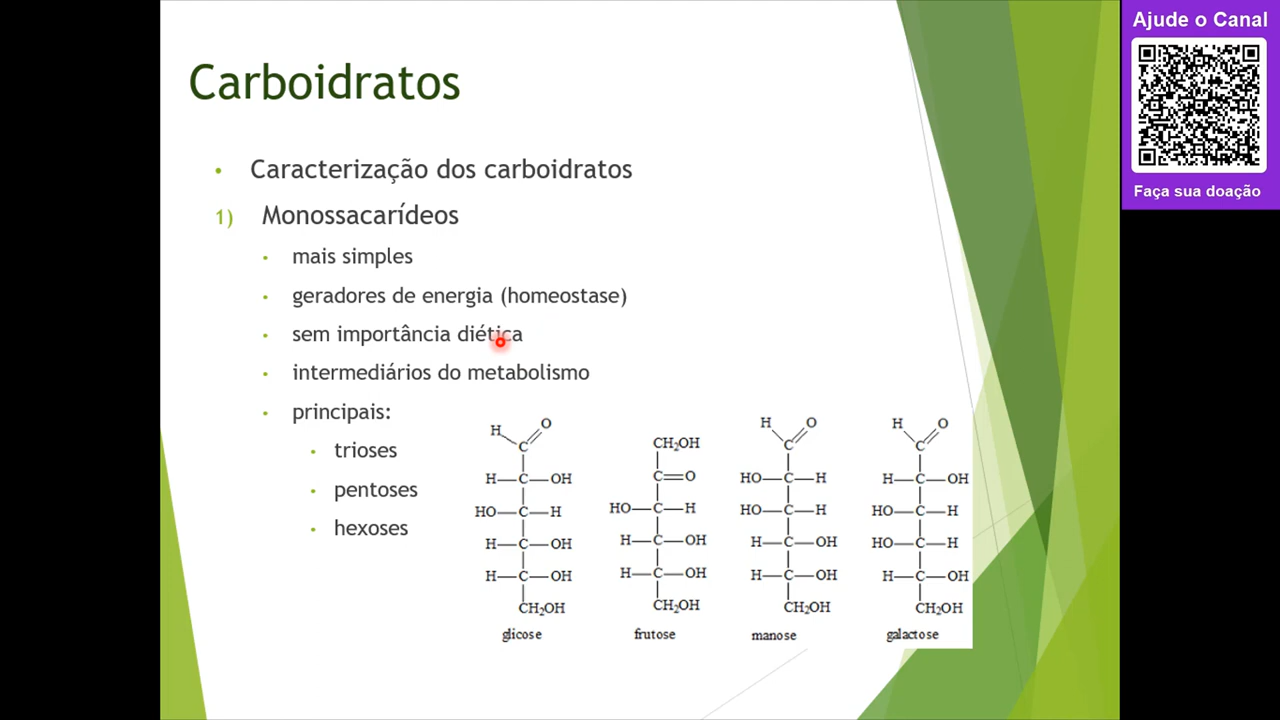 Carboidratos
• Caracterização dos carboidratos
1) Monossacarídeos
• mais simples
• geradores de energia (homeostase)
• sem importância diética
• intermediários do metabolismo
• principais:
• trioses
• pentoses
• hexoses
H O
C
H—C—OH
HO—C—H
H—C—OH
H—C—OH
CH₂OH
glicose
CH₂OH
C=O
HO—C—H
H—C—OH
H—C—OH
CH₂OH
frutose
H O
C
HO—C—H
HO—C—H
H—C—OH
H—C—OH
CH₂OH
manose
H O
C
H—C—OH
HO—C—H
HO—C—H
H—C—OH
CH₂OH
galactose
Ajude o Canal
Faça sua doação